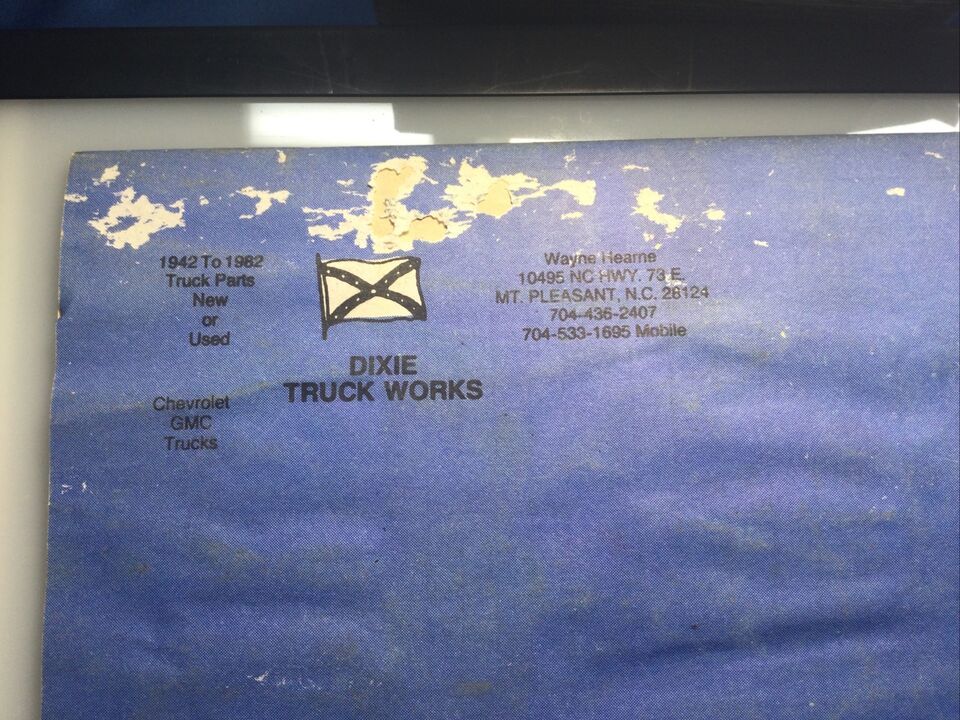 1942 To 1982
Truck Parts
New
or
Used
Chevrolet
GMC
Trucks
DIXIE
TRUCK WORKS
Wayne Hearne
10495 NC HWY. 73 E.
MT. PLEASANT, N.C. 28124
704-436-2407
704-533-1695 Mobile